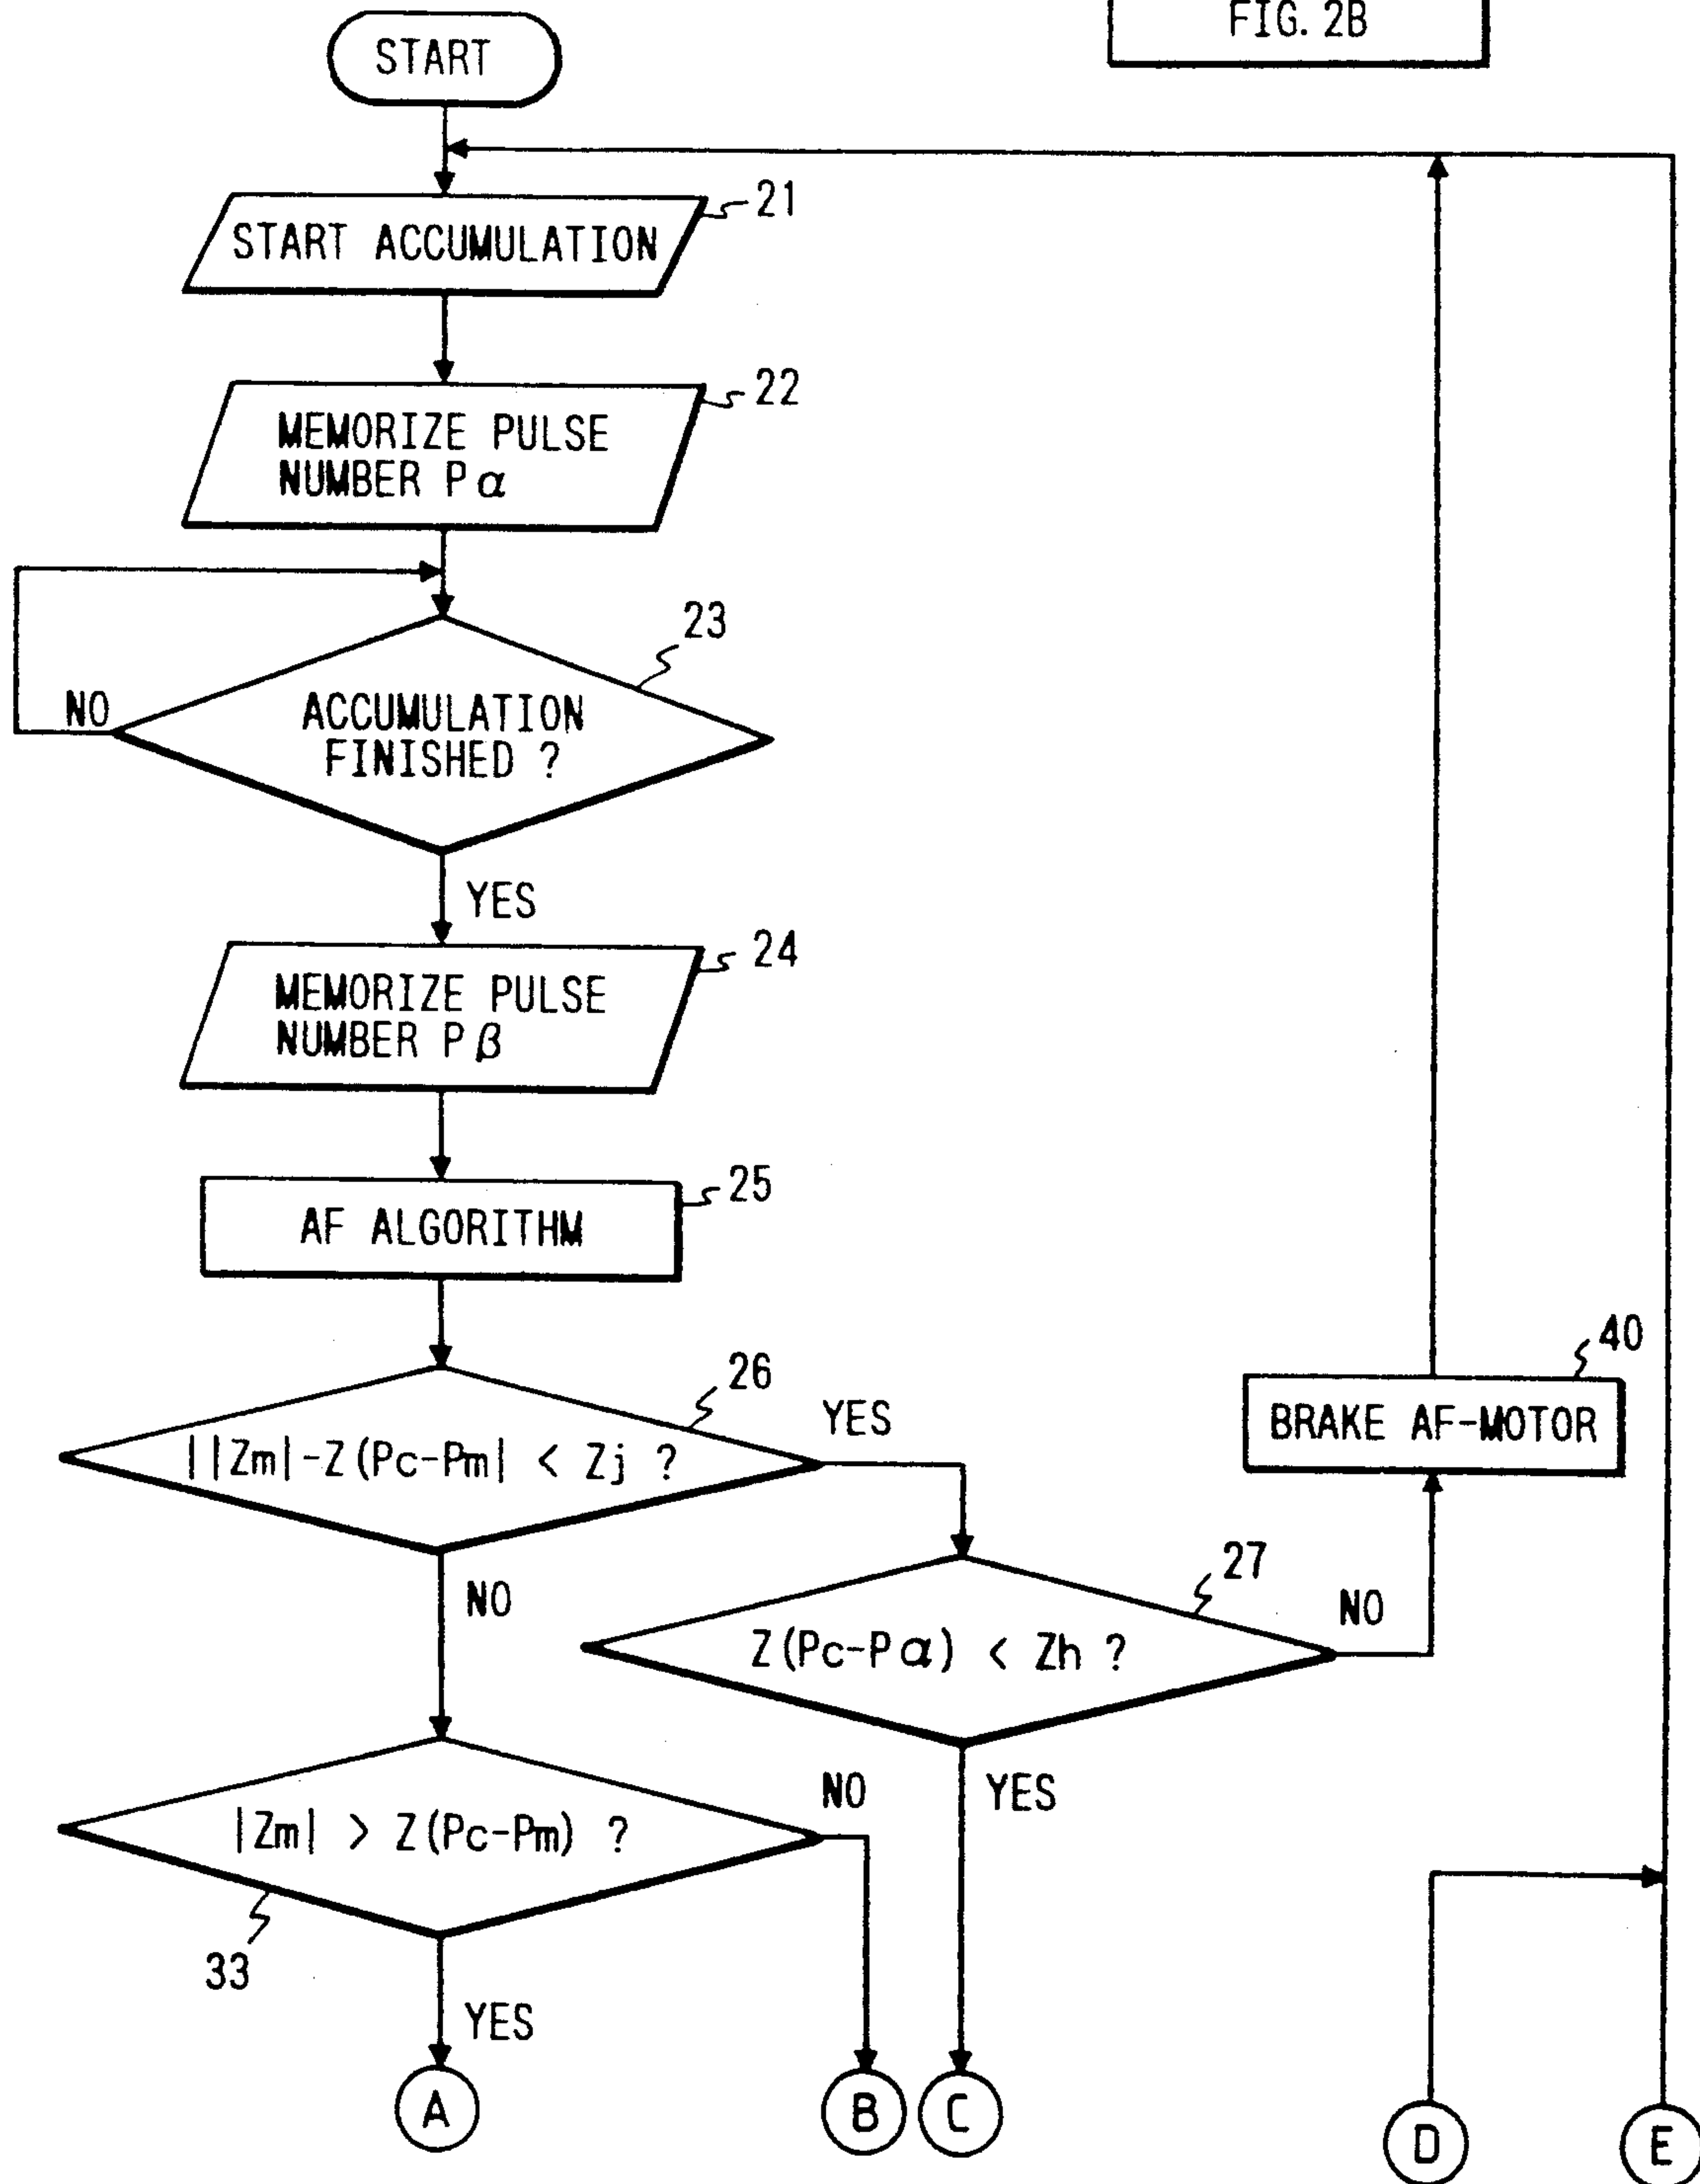 FIG. 2B
START
21
START ACCUMULATION
22
MEMORIZE PULSE
NUMBER Pα
23
NO
ACCUMULATION
FINISHED ?
YES
24
MEMORIZE PULSE
NUMBER Pβ
25
AF ALGORITHM
26
YES
||Zm|-Z(Pc-Pm| < Zj ?
NO
40
BRAKE AF-MOTOR
27
NO
Z(Pc-Pα) < Zh ?
YES
|Zm| > Z(Pc-Pm) ?
NO
33
YES
A
B
C
D
E